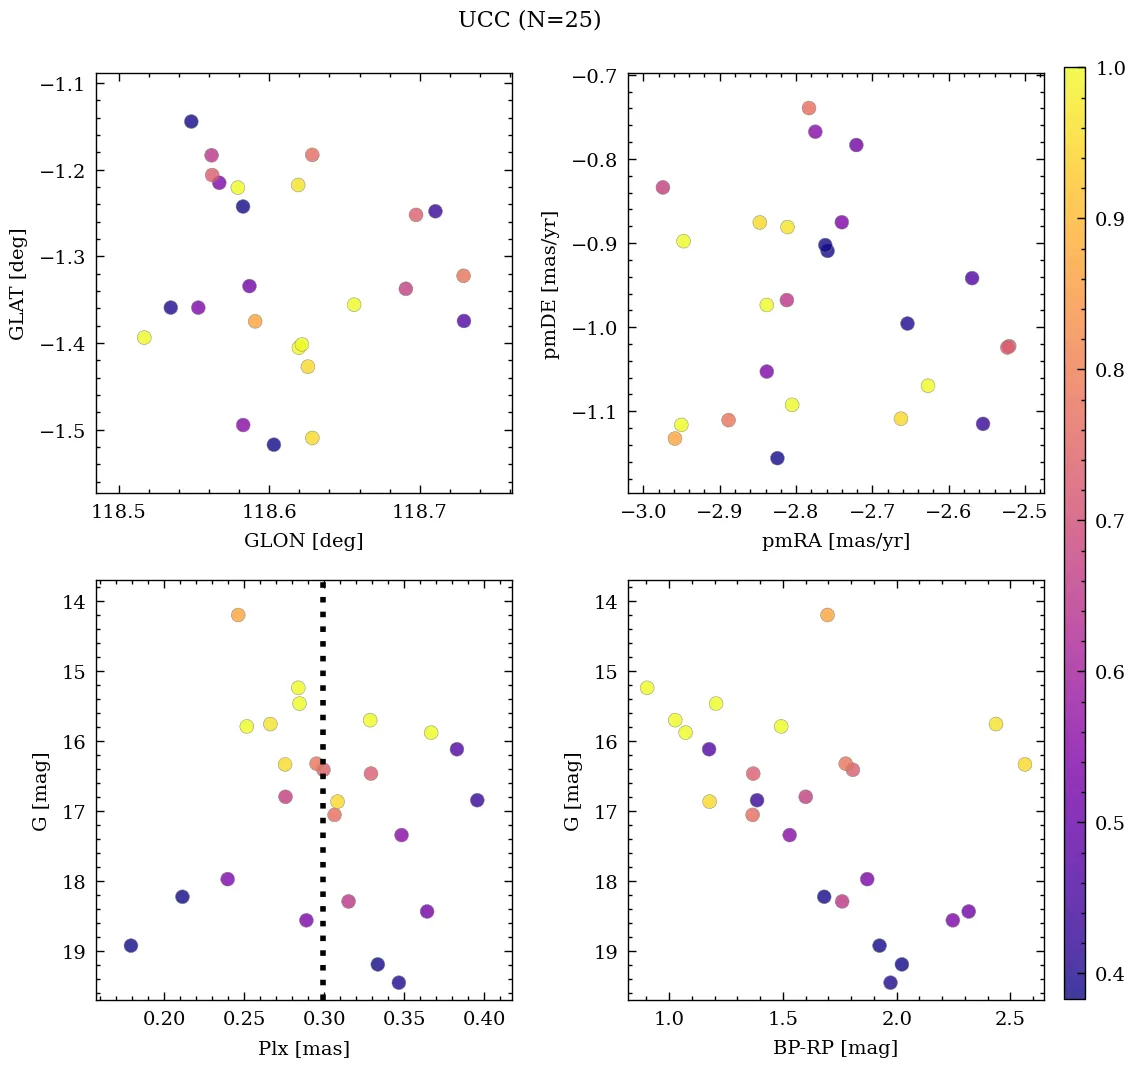 UCC (N=25)
−1.1
−1.2
−1.3
−1.4
−1.5
GLAT [deg]
118.5 118.6 118.7
GLON [deg]
−0.7
−0.8
−0.9
−1.0
−1.1
pmDE [mas/yr]
−3.0 −2.9 −2.8 −2.7 −2.6 −2.5
pmRA [mas/yr]
14
15
16
17
18
19
G [mag]
0.20 0.25 0.30 0.35 0.40
Plx [mas]
14
15
16
17
18
19
G [mag]
1.0 1.5 2.0 2.5
BP-RP [mag]
1.0
0.9
0.8
0.7
0.6
0.5
0.4